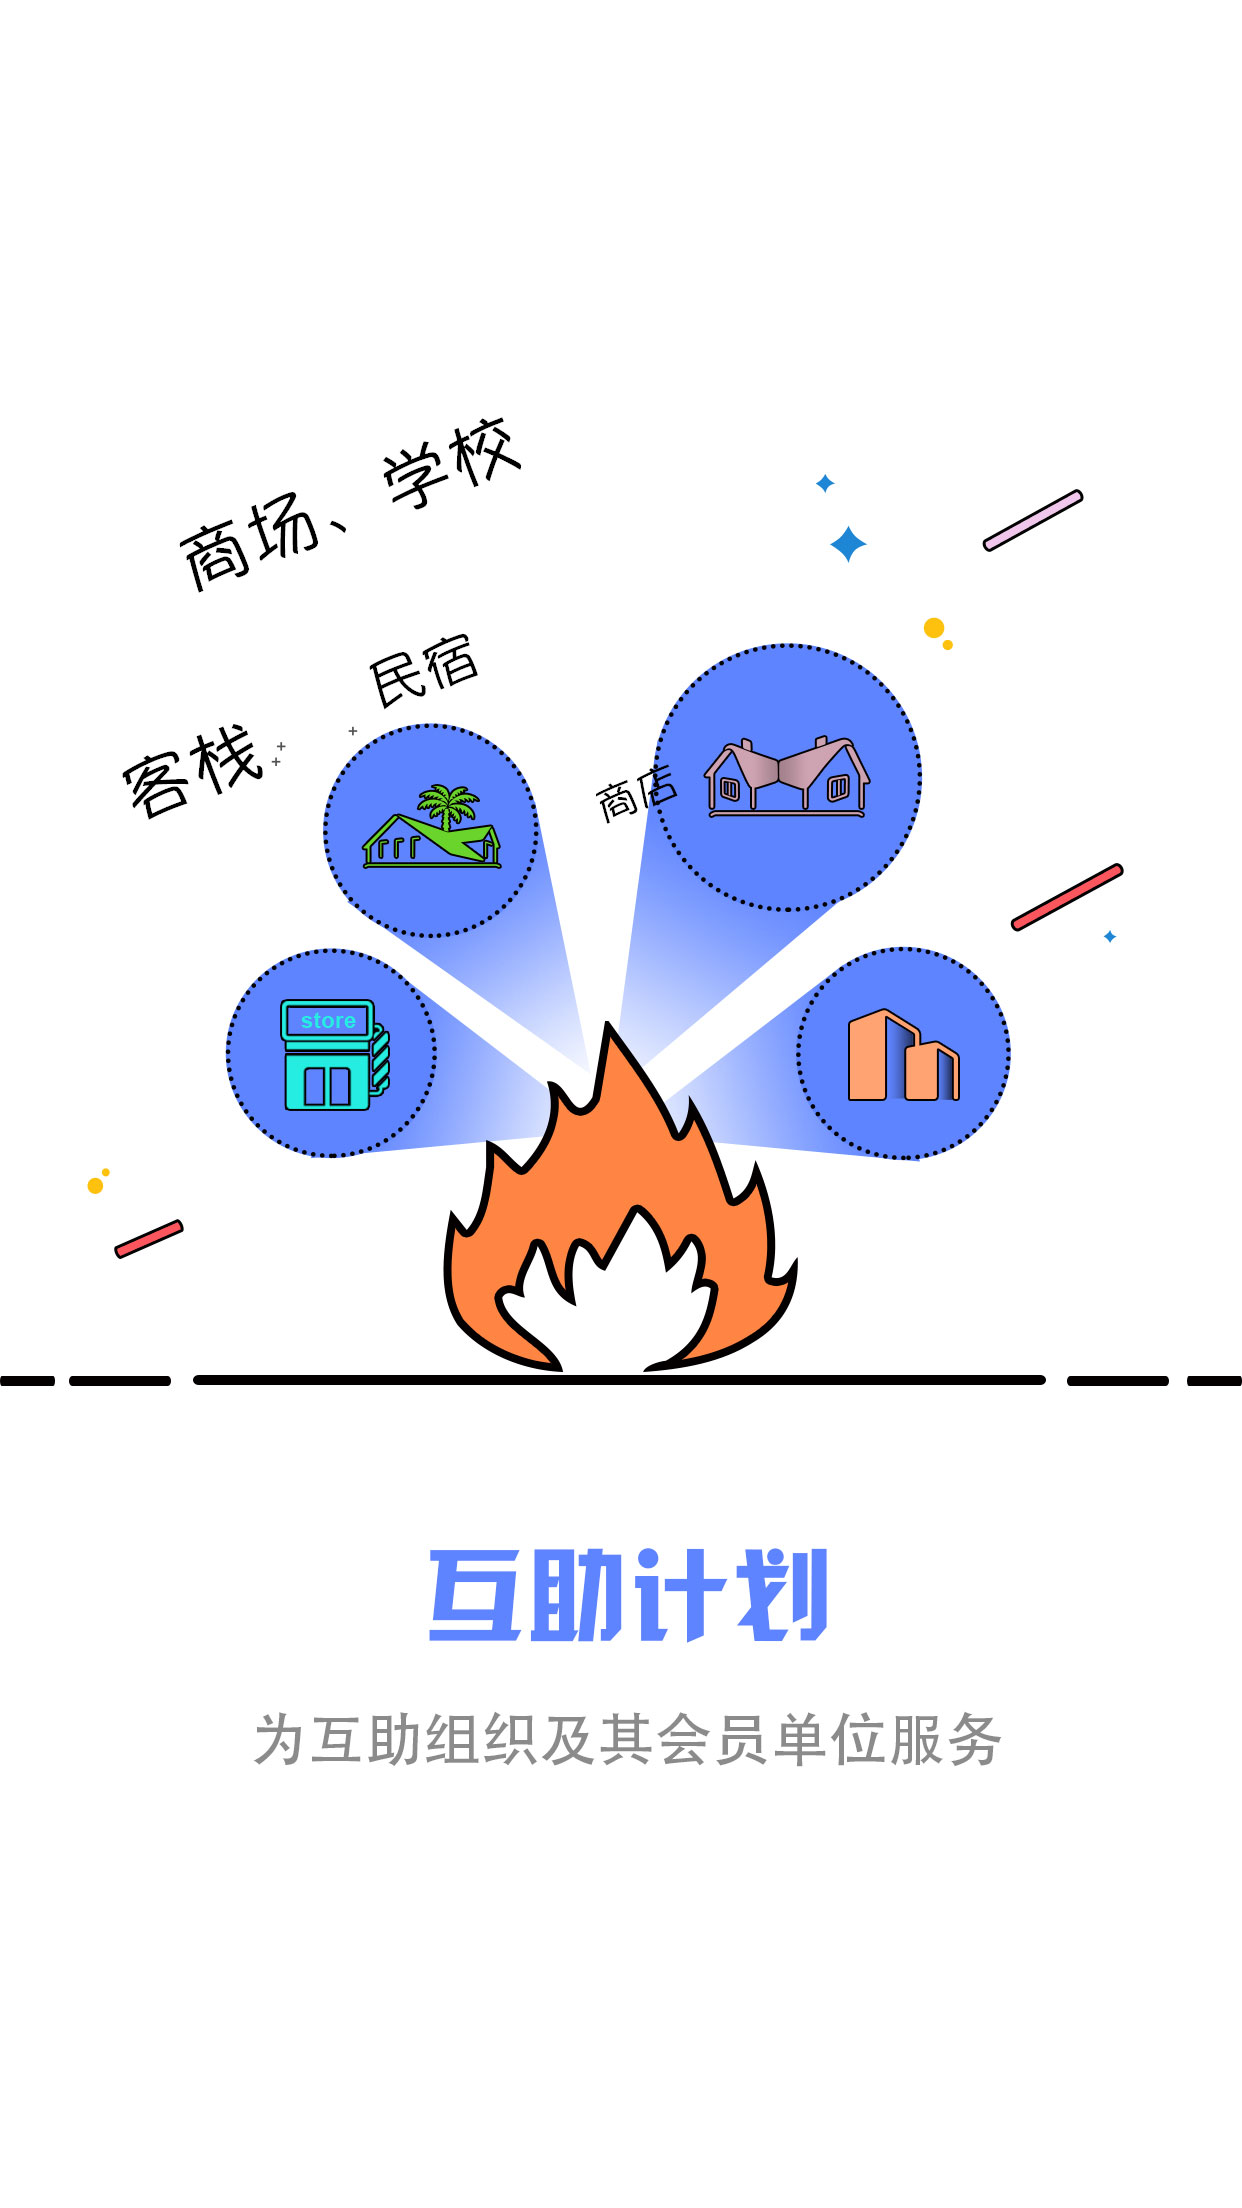 商场、学校
民宿
客栈
商店
store
互助计划
为互助组织及其会员单位服务